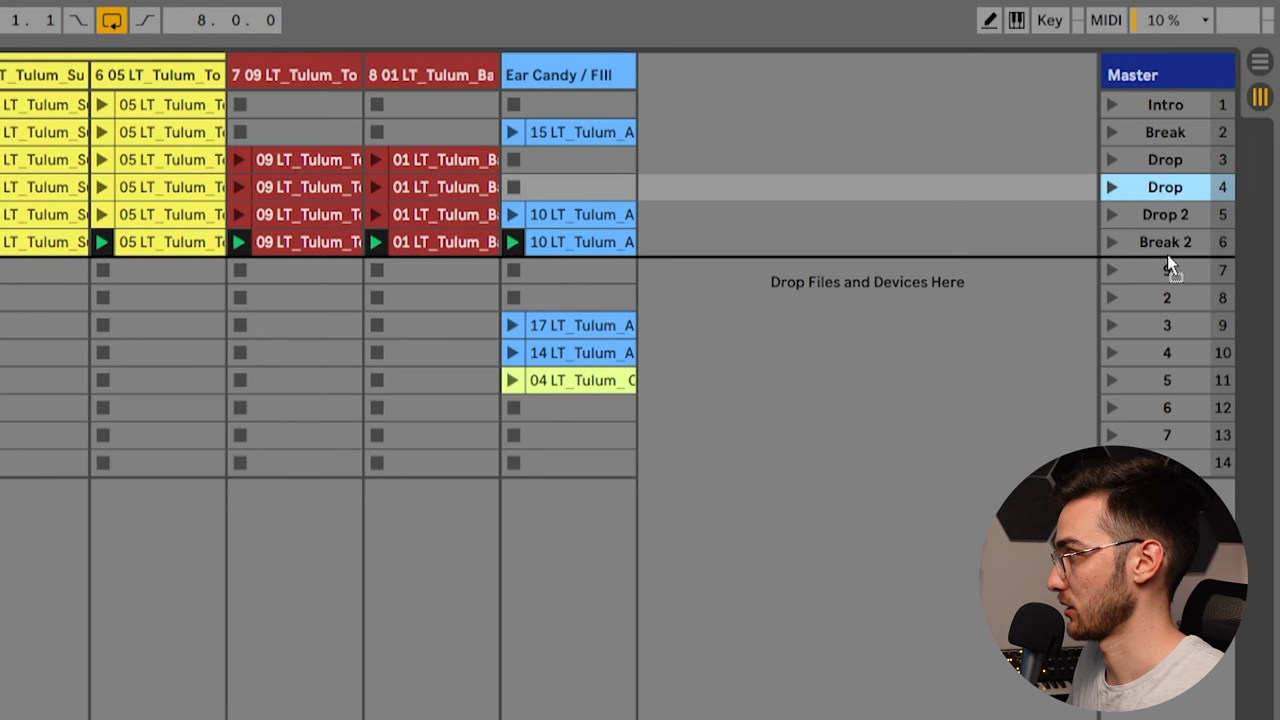 1. 1 8. 0. 0 Key MIDI 10 %
T_Tulum_Su 6 05 LT_Tulum_To 7 09 LT_Tulum_To 8 01 LT_Tulum_Ba Ear Candy / FIll Master
LT_Tulum_S 05 LT_Tulum_T Intro 1
LT_Tulum_S 05 LT_Tulum_T 15 LT_Tulum_A Break 2
LT_Tulum_S 05 LT_Tulum_T 09 LT_Tulum_T 01 LT_Tulum_B Drop 3
LT_Tulum_S 05 LT_Tulum_T 09 LT_Tulum_T 01 LT_Tulum_B Drop 4
LT_Tulum_S 05 LT_Tulum_T 09 LT_Tulum_T 01 LT_Tulum_B 10 LT_Tulum_A Drop 2 5
LT_Tulum_S 05 LT_Tulum_T 09 LT_Tulum_T 01 LT_Tulum_B 10 LT_Tulum_A Break 2 6
7
Drop Files and Devices Here
2 8
17 LT_Tulum_A 3 9
14 LT_Tulum_A 4 10
04 LT_Tulum_ C 5 11
6 12
7 13
14